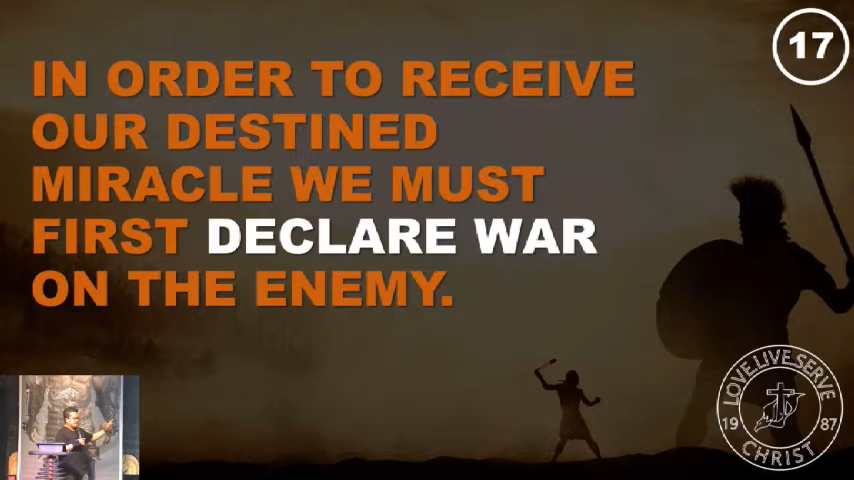 17
IN ORDER TO RECEIVE
OUR DESTINED
MIRACLE WE MUST
FIRST DECLARE WAR
ON THE ENEMY.
LOVE.LIVE.SERVE
19 87
CHRIST